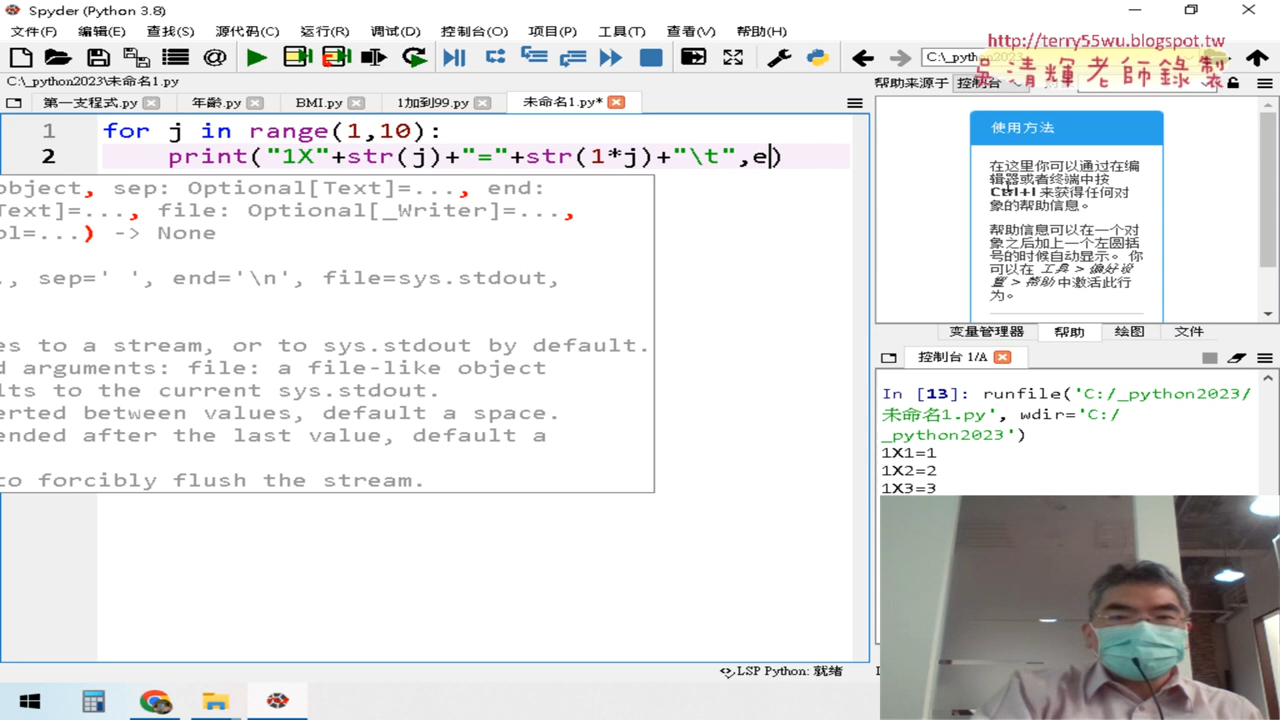 Spyder (Python 3.8)
文件(F) 编辑(E) 查找(S) 源代码(C) 运行(R) 调试(D) 控制台(O) 项目(P) 工具(T) 查看(V) 帮助(H)
http://terry55wu.blogspot.tw
吳清輝老師錄製
C:\_pytho
C:\_python2023\未命名1.py
帮助来源于 控制台
第一支程式.py 年齡.py BMI.py 1加到99.py 未命名1.py*
1 for j in range(1,10):
2 print("1X"+str(j)+"="+str(1*j)+"\t",e)
object, sep: Optional[Text]=..., end:
Text]=..., file: Optional[_Writer]=...,
ol=...) -> None
., sep=' ', end='\n', file=sys.stdout,
es to a stream, or to sys.stdout by default.
d arguments: file: a file-like object
lts to the current sys.stdout.
erted between values, default a space.
ended after the last value, default a
to forcibly flush the stream.
使用方法
在这里你可以通过在编
辑器或者终端中按
Ctrl+I 来获得任何对
象的帮助信息。
帮助信息可以在一个对
象之后加上一个左圆括
号的时候自动显示。 你
可以在 工具 > 偏好设
置 > 帮助 中激活此行
为。
变量管理器 帮助 绘图 文件
控制台 1/A
In [13]: runfile('C:/_python2023/
未命名1.py', wdir='C:/
_python2023')
1X1=1
1X2=2
1X3=3
LSP Python: 就绪